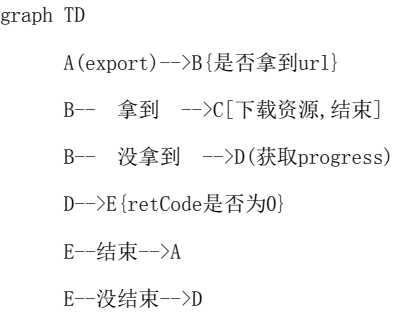 graph TD
A(export)-->B{是否拿到url}
B-- 拿到 -->C[下载资源,结束]
B-- 没拿到 -->D(获取progress)
D-->E{retCode是否为0}
E--结束-->A
E--没结束-->D